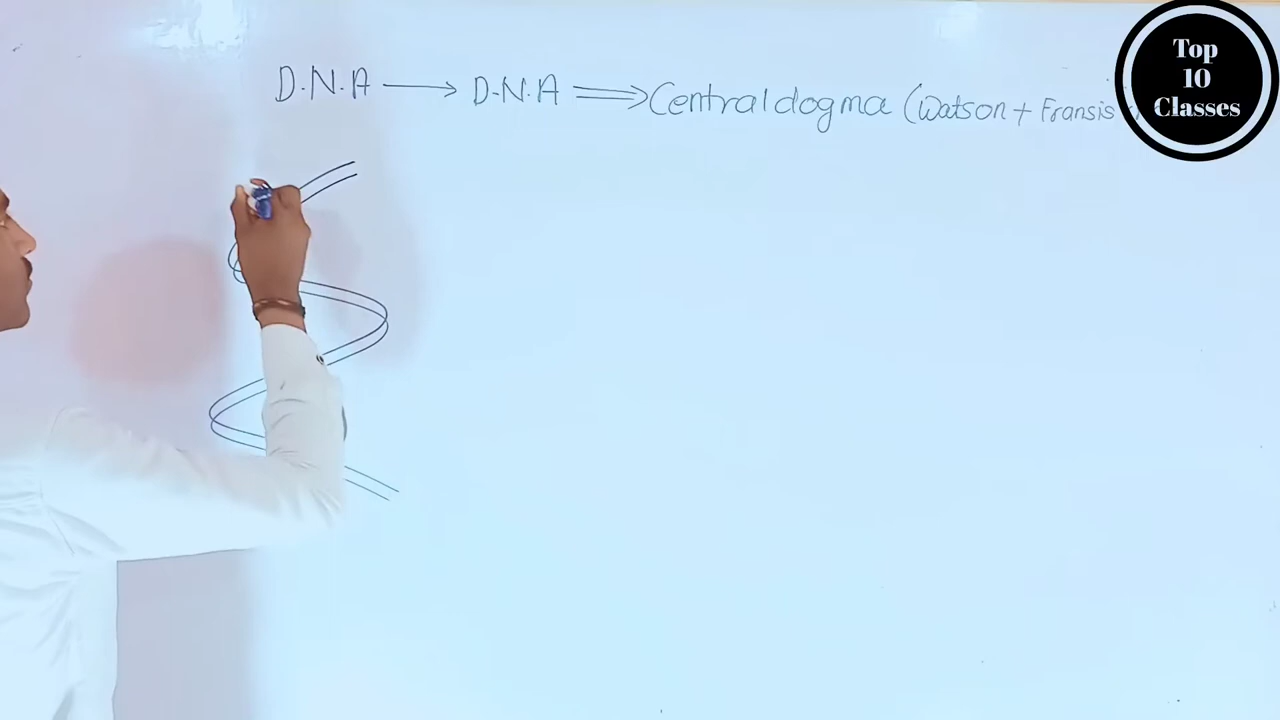 D.N.A → D.N.A ⇒ Central dogma (Watson + Fransis
Top
10
Classes